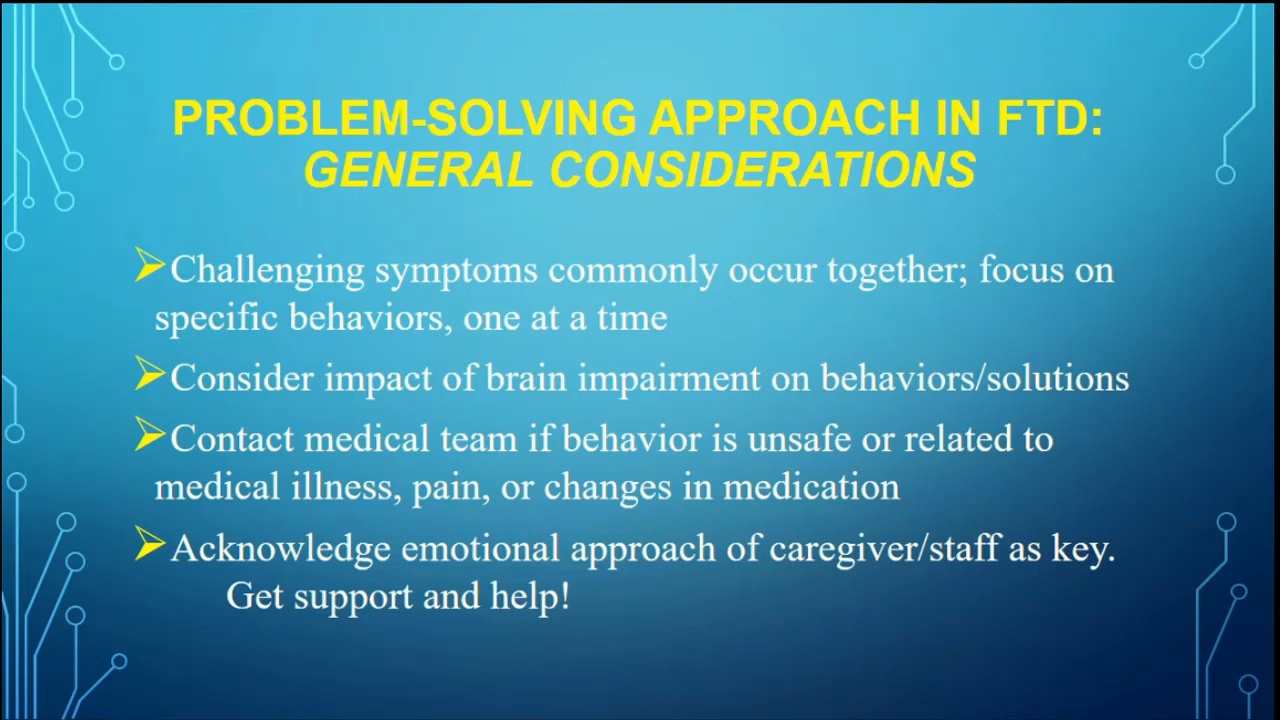 PROBLEM-SOLVING APPROACH IN FTD:
GENERAL CONSIDERATIONS
➢Challenging symptoms commonly occur together; focus on
specific behaviors, one at a time
➢Consider impact of brain impairment on behaviors/solutions
➢Contact medical team if behavior is unsafe or related to
medical illness, pain, or changes in medication
➢Acknowledge emotional approach of caregiver/staff as key.
Get support and help!